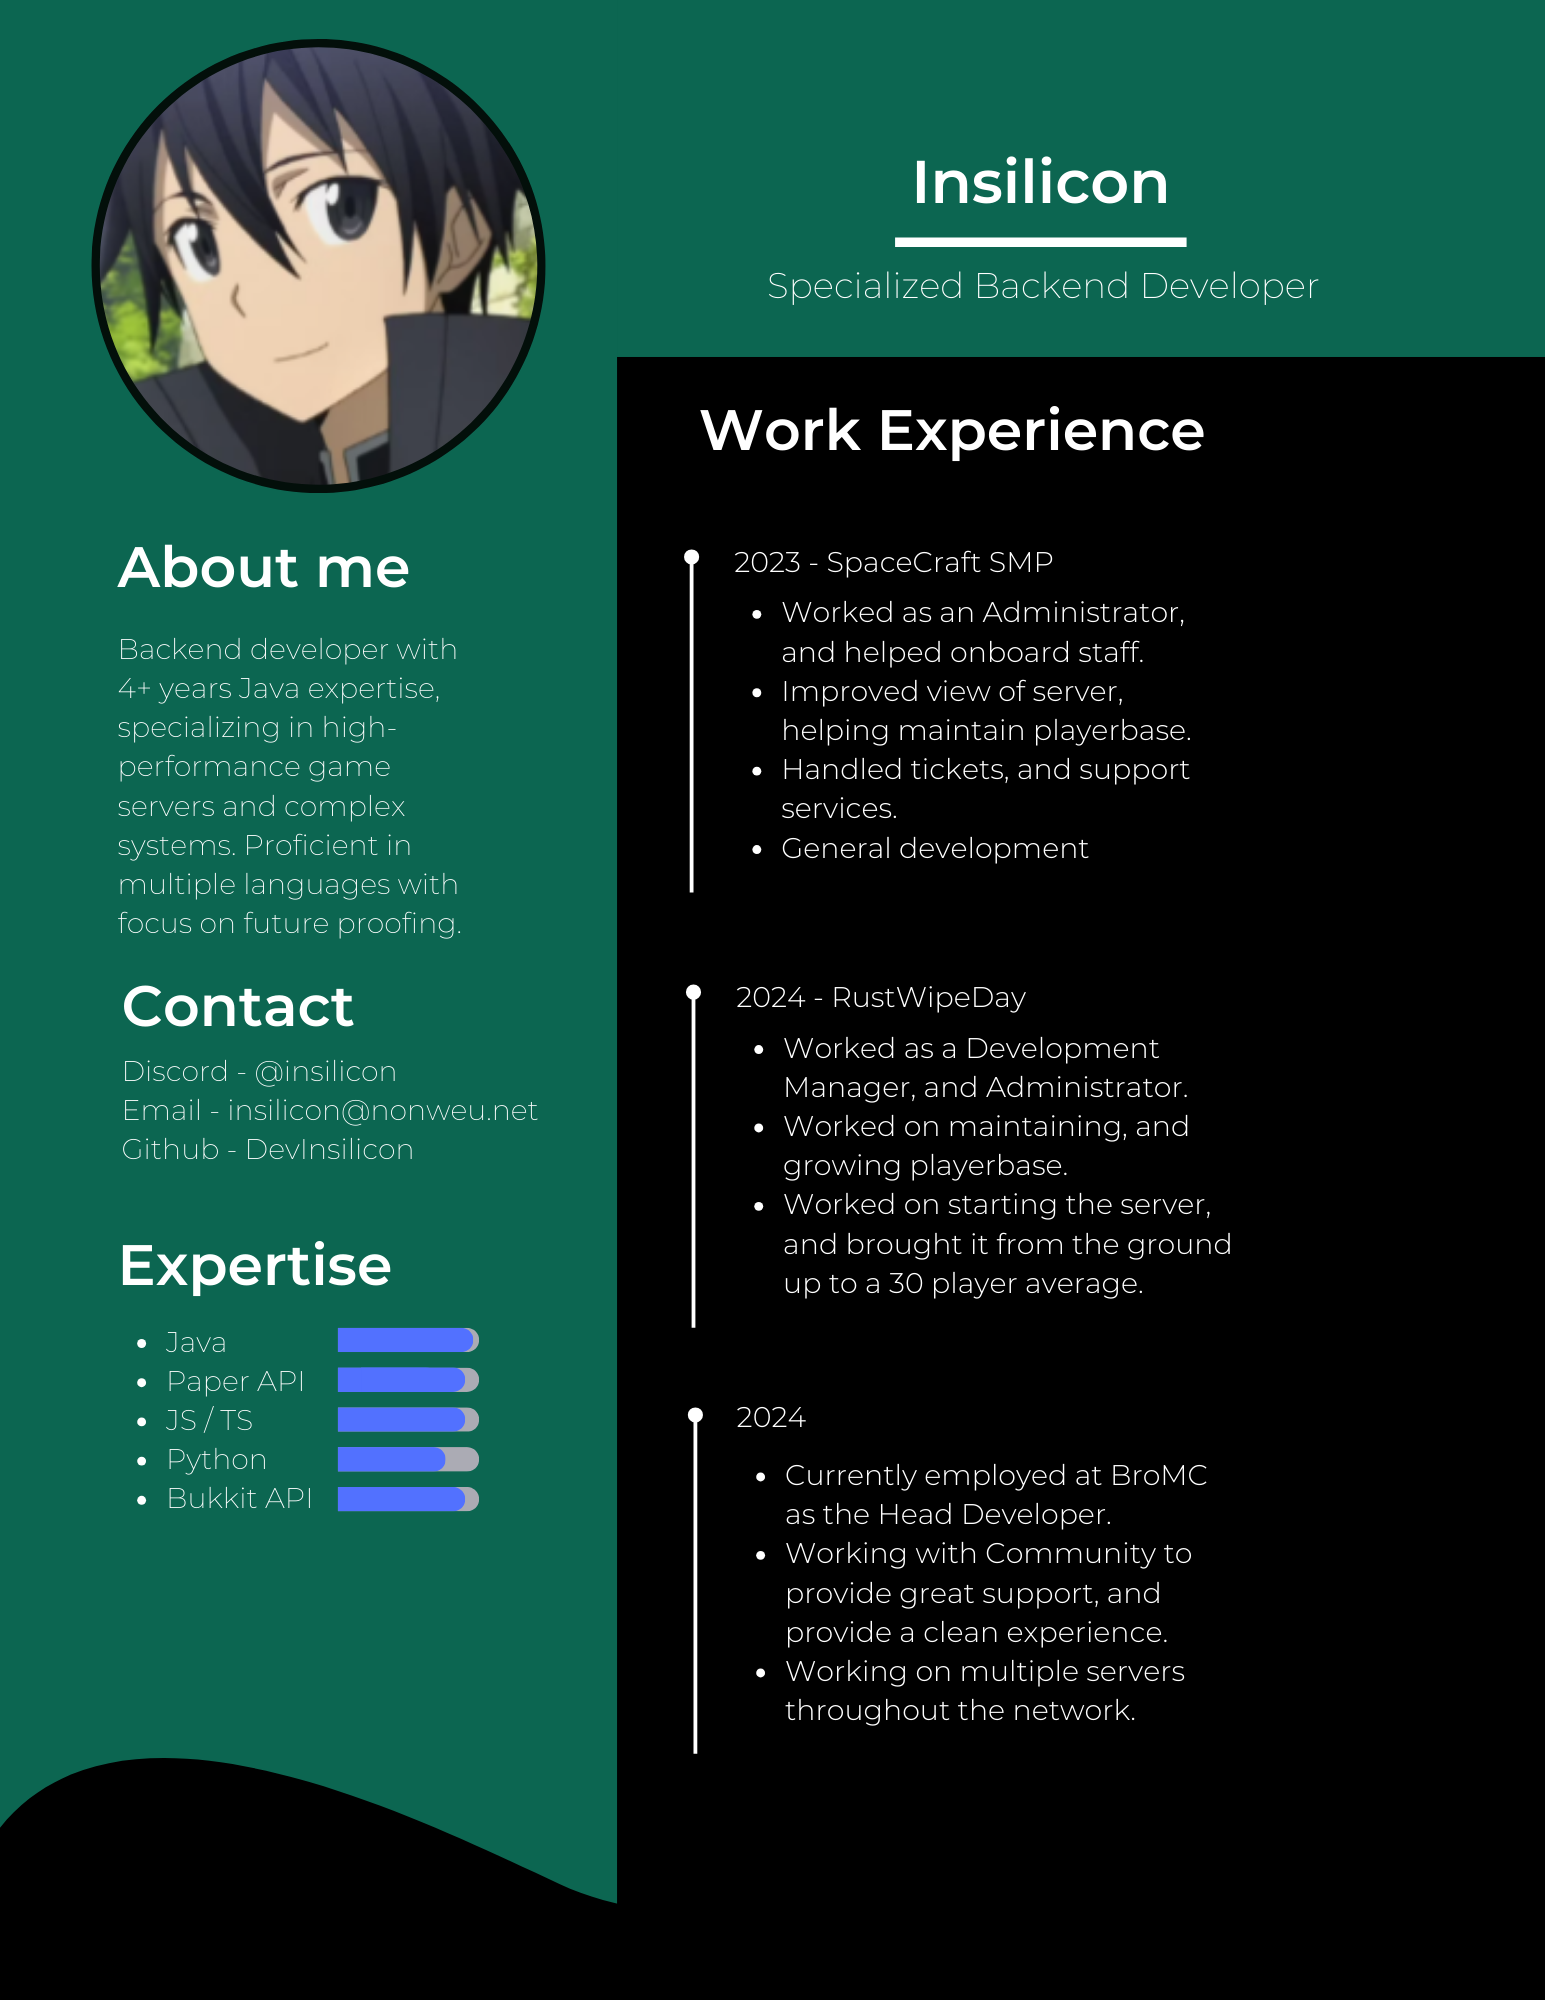 Insilicon
Specialized Backend Developer
About me
Backend developer with
4+ years Java expertise,
specializing in high-
performance game
servers and complex
systems. Proficient in
multiple languages with
focus on future proofing.
Contact
Discord - @insilicon
Email - insilicon@nonweu.net
Github - DevInsilicon
Expertise
• Java
• Paper API
• JS / TS
• Python
• Bukkit API
Work Experience
2023 - SpaceCraft SMP
• Worked as an Administrator,
and helped onboard staff.
• Improved view of server,
helping maintain playerbase.
• Handled tickets, and support
services.
• General development
2024 - RustWipeDay
• Worked as a Development
Manager, and Administrator.
• Worked on maintaining, and
growing playerbase.
• Worked on starting the server,
and brought it from the ground
up to a 30 player average.
2024
• Currently employed at BroMC
as the Head Developer.
• Working with Community to
provide great support, and
provide a clean experience.
• Working on multiple servers
throughout the network.